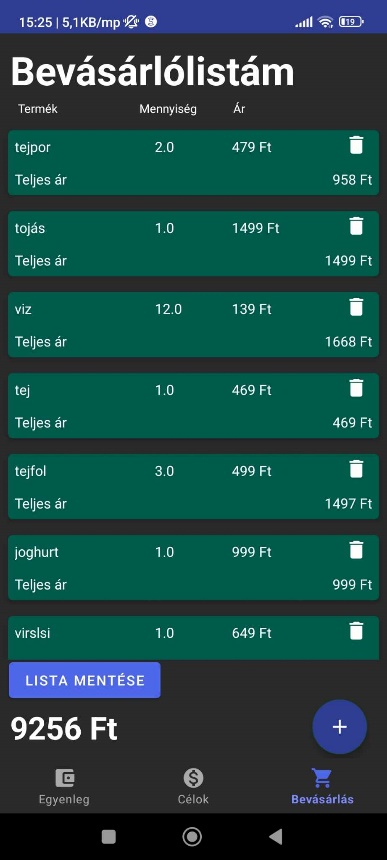 15:25 | 5,1KB/mp 19
Bevásárlólistám
Termék Mennyiség Ár
tejpor 2.0 479 Ft
Teljes ár 958 Ft
tojás 1.0 1499 Ft
Teljes ár 1499 Ft
viz 12.0 139 Ft
Teljes ár 1668 Ft
tej 1.0 469 Ft
Teljes ár 469 Ft
tejfol 3.0 499 Ft
Teljes ár 1497 Ft
joghurt 1.0 999 Ft
Teljes ár 999 Ft
virslsi 1.0 649 Ft
LISTA MENTÉSE
9256 Ft
Egyenleg Célok Bevásárlás